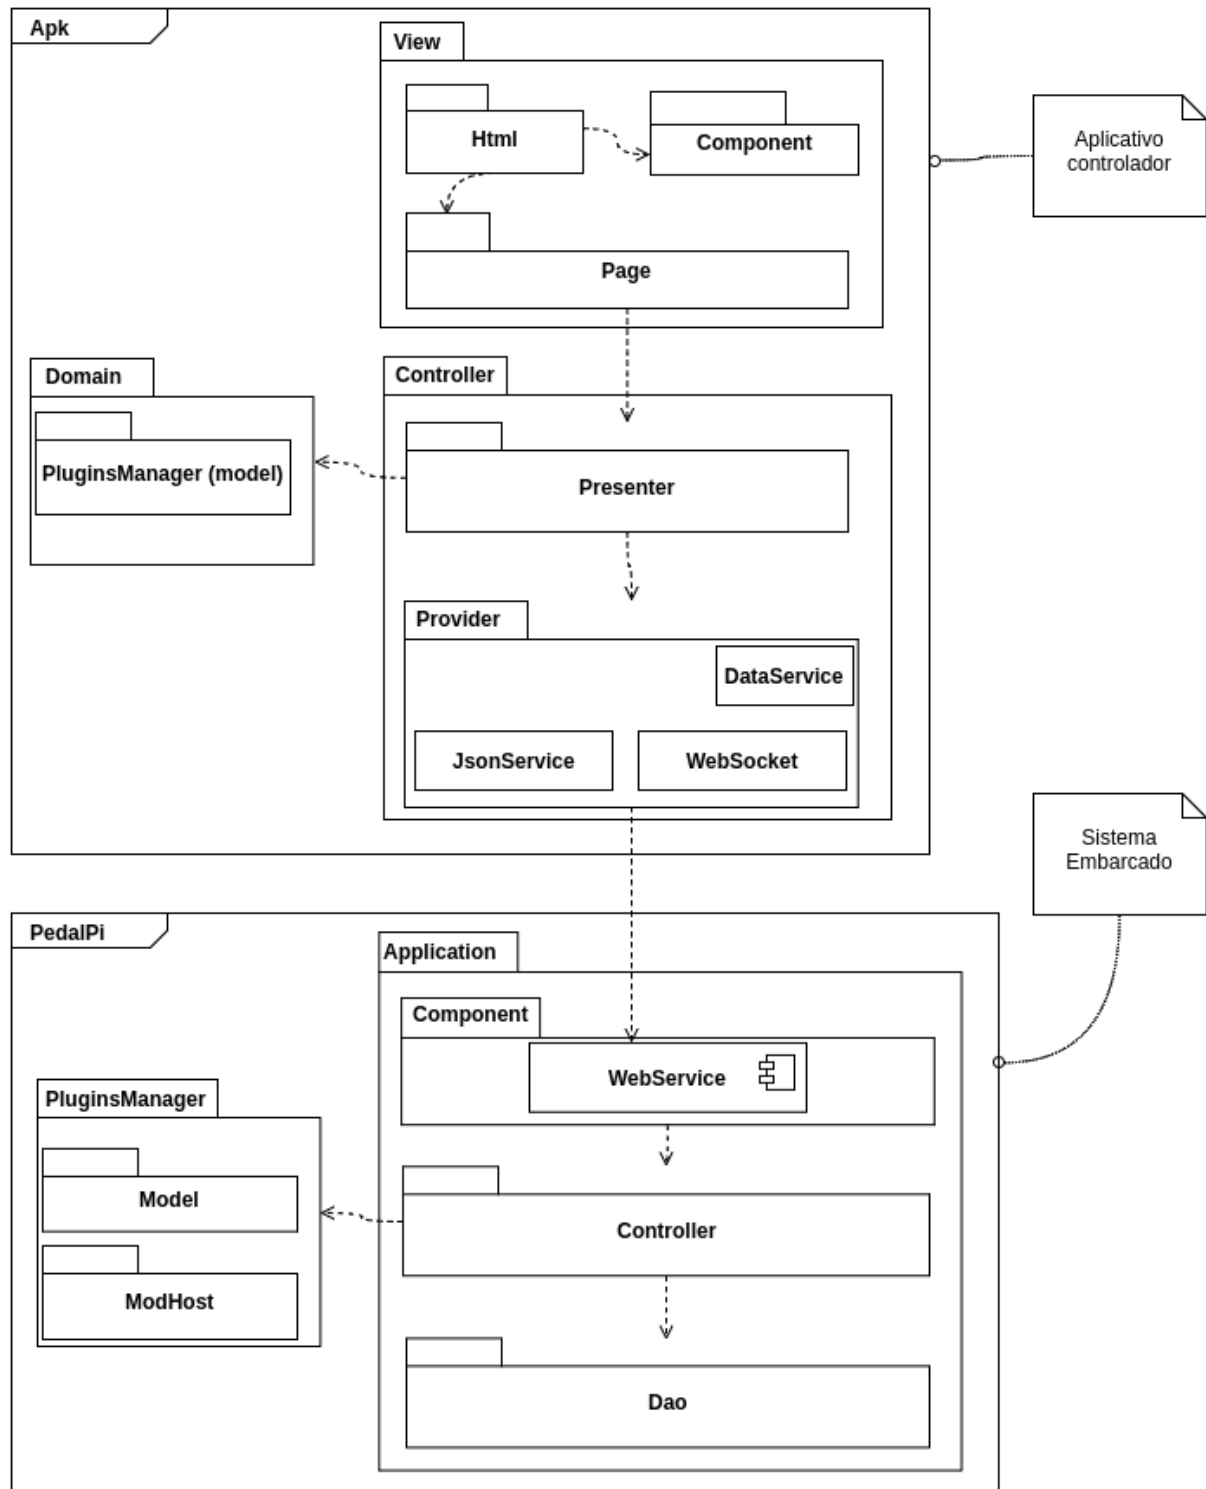 Apk
View
Html
Component
Aplicativo
controlador
Page
Domain
Controller
PluginsManager (model)
Presenter
Provider
DataService
JsonService
WebSocket
Sistema
Embarcado
PedalPi
Application
Component
WebService
PluginsManager
Model
Controller
ModHost
Dao